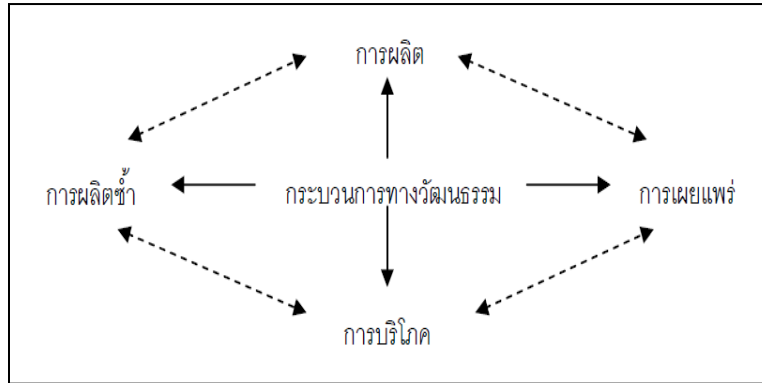 การผลิต
การผลิตซ้ำ
กระบวนการทางวัฒนธรรม
การเผยแพร่
การบริโภค